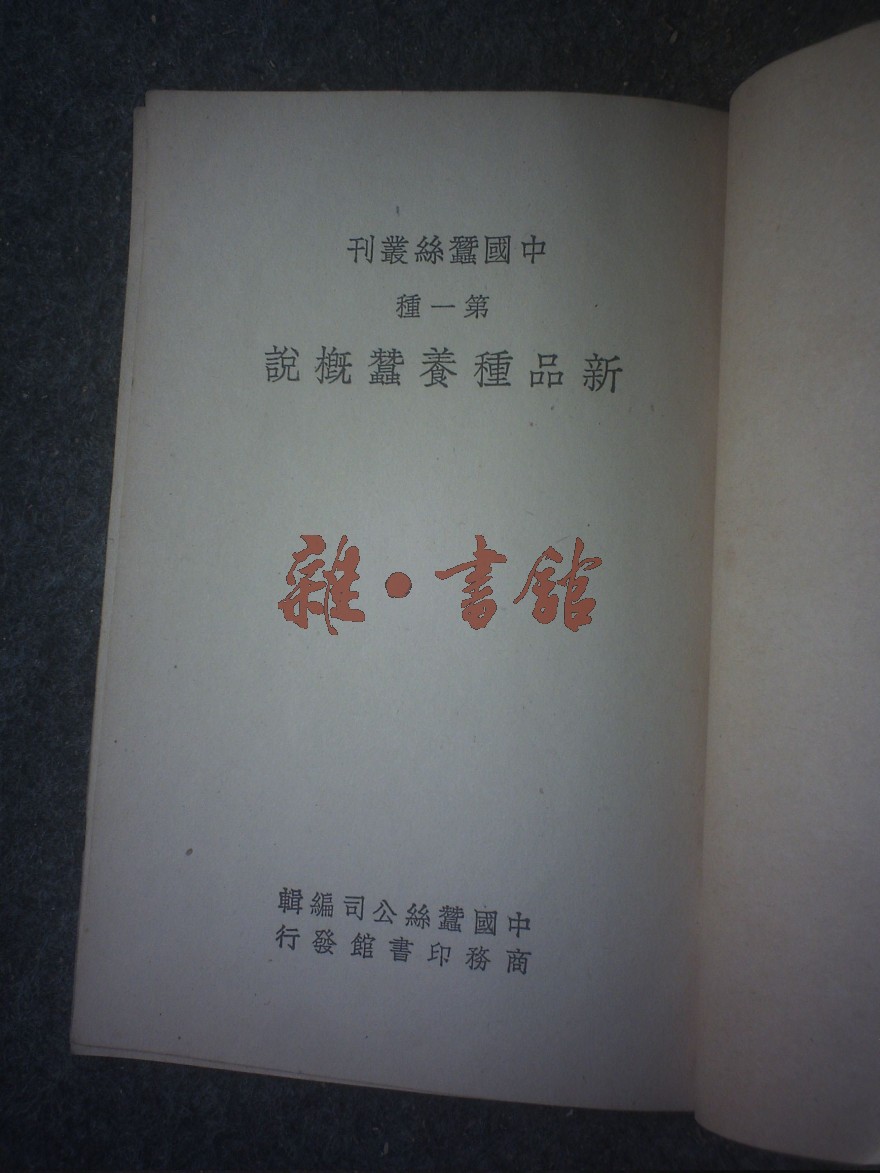 中國蠶絲叢刊
第一種
新品種養蠶概說
雜·書館
中國蠶絲公司編輯
商務印書館發行